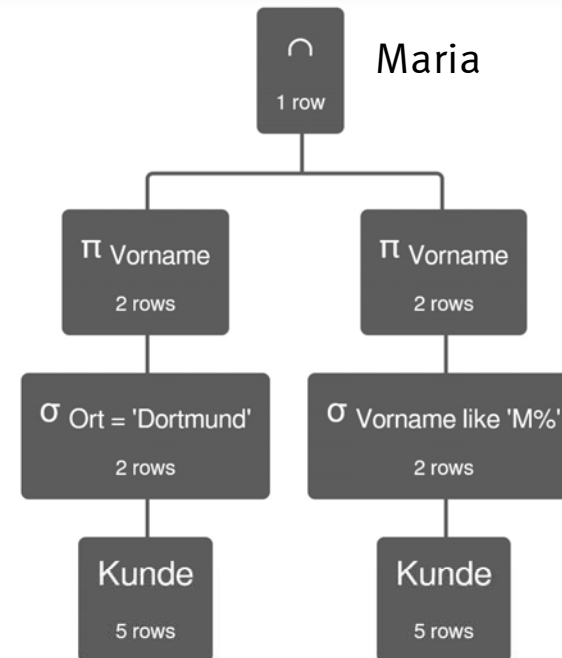 ∩
1 row
Maria
π Vorname
2 rows
π Vorname
2 rows
σ Ort = 'Dortmund'
2 rows
σ Vorname like 'M%'
2 rows
Kunde
5 rows
Kunde
5 rows